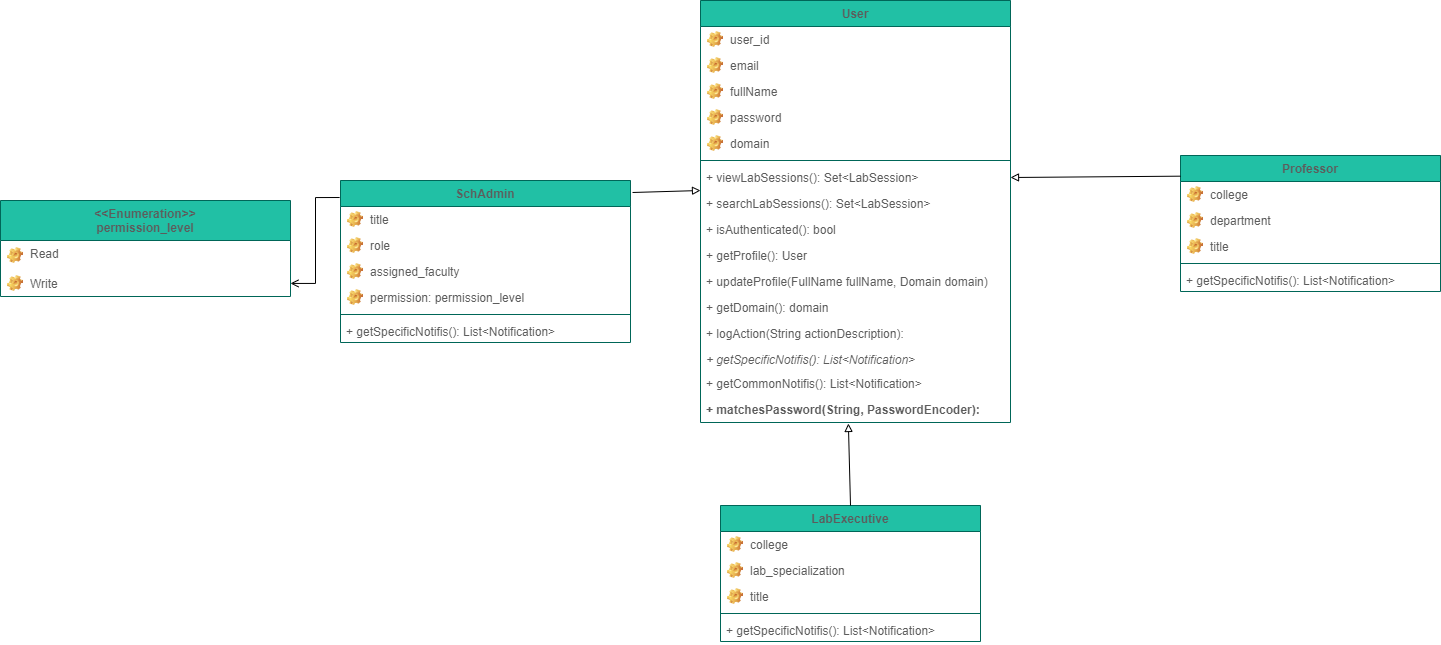 User
user_id
email
fullName
password
domain
+ viewLabSessions(): Set<LabSession>
+ searchLabSessions(): Set<LabSession>
+ isAuthenticated(): bool
+ getProfile(): User
+ updateProfile(FullName fullName, Domain domain)
+ getDomain(): domain
+ logAction(String actionDescription):
+ getSpecificNotifis(): List<Notification>
+ getCommonNotifis(): List<Notification>
+ matchesPassword(String, PasswordEncoder):
<<Enumeration>>
permission_level
Read
Write
SchAdmin
title
role
assigned_faculty
permission: permission_level
+ getSpecificNotifis(): List<Notification>
Professor
college
department
title
+ getSpecificNotifis(): List<Notification>
LabExecutive
college
lab_specialization
title
+ getSpecificNotifis(): List<Notification>